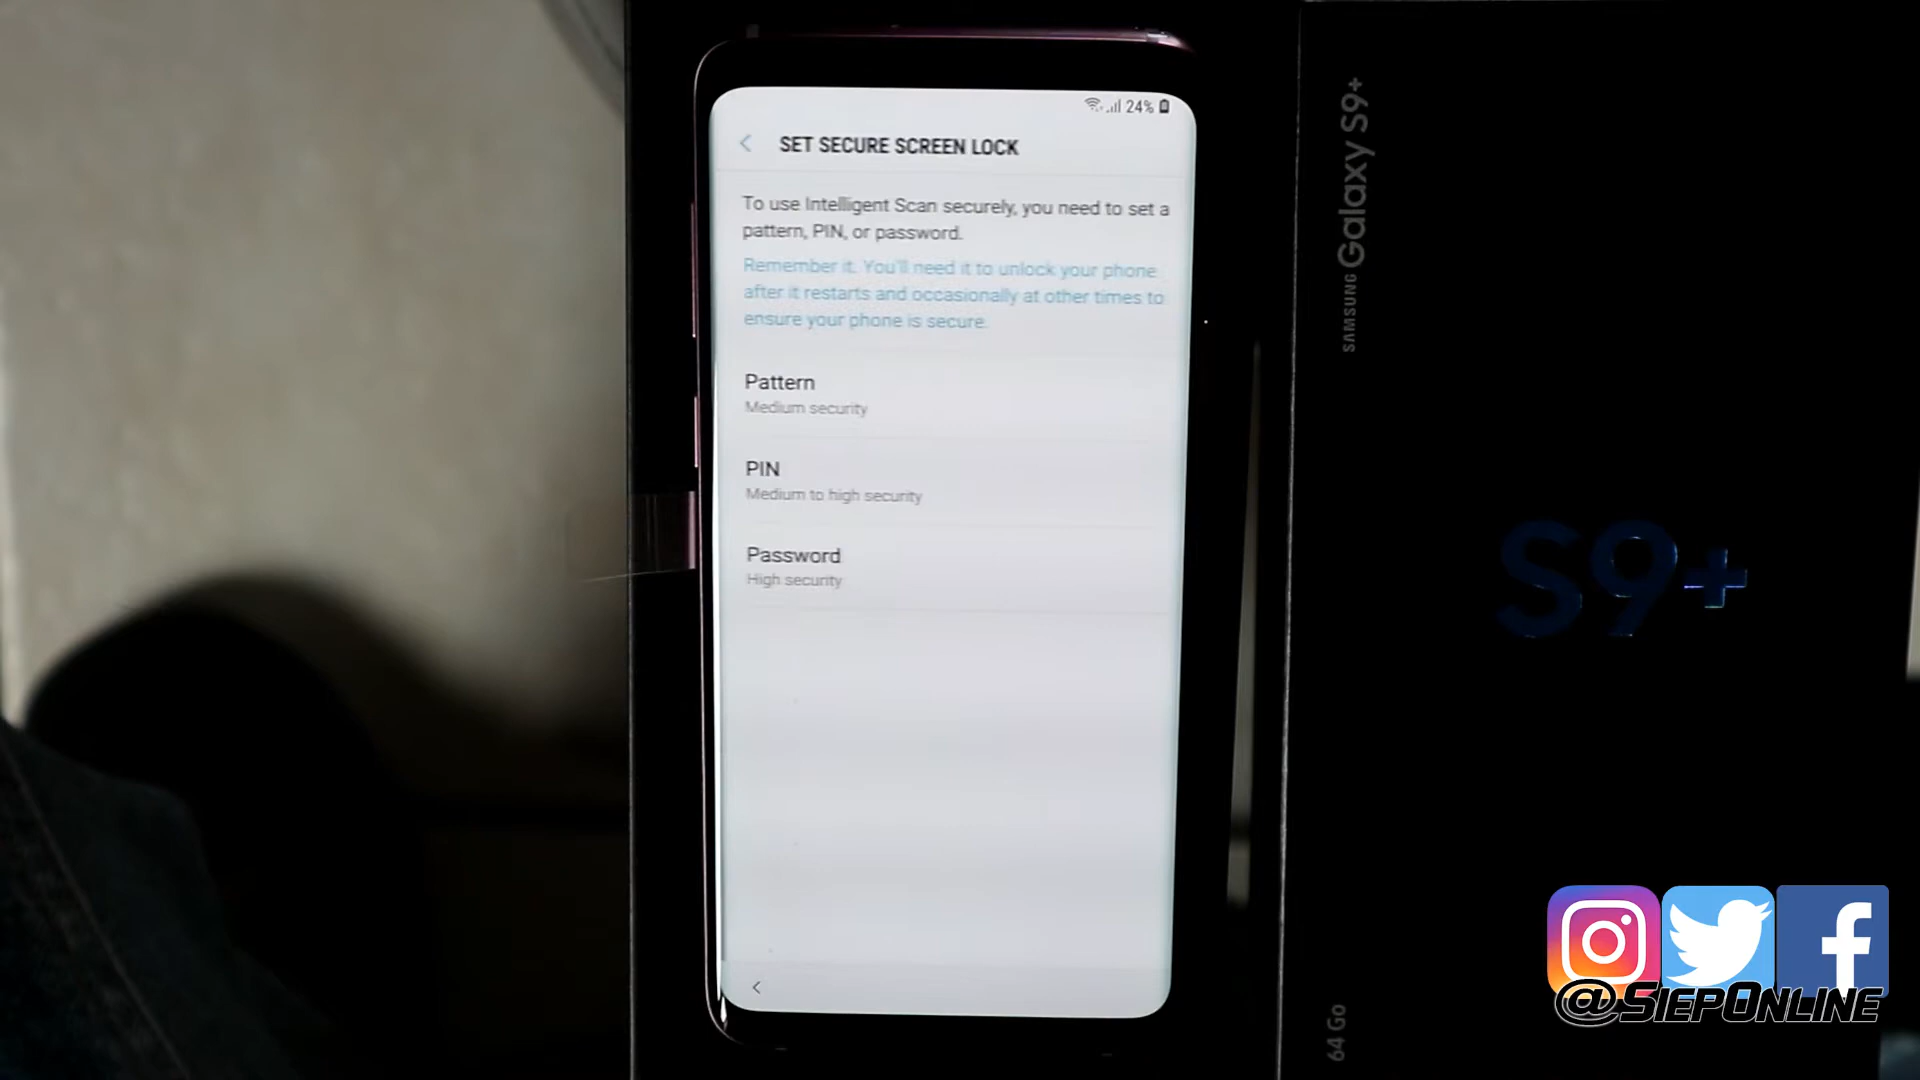 24%
SET SECURE SCREEN LOCK
To use Intelligent Scan securely, you need to set a
pattern, PIN, or password.
Remember it. You'll need it to unlock your phone
after it restarts and occasionally at other times to
ensure your phone is secure.
Pattern
Medium security
PIN
Medium to high security
Password
High security
SAMSUNG Galaxy S9+
S9+
64 Go
@SiepOnline